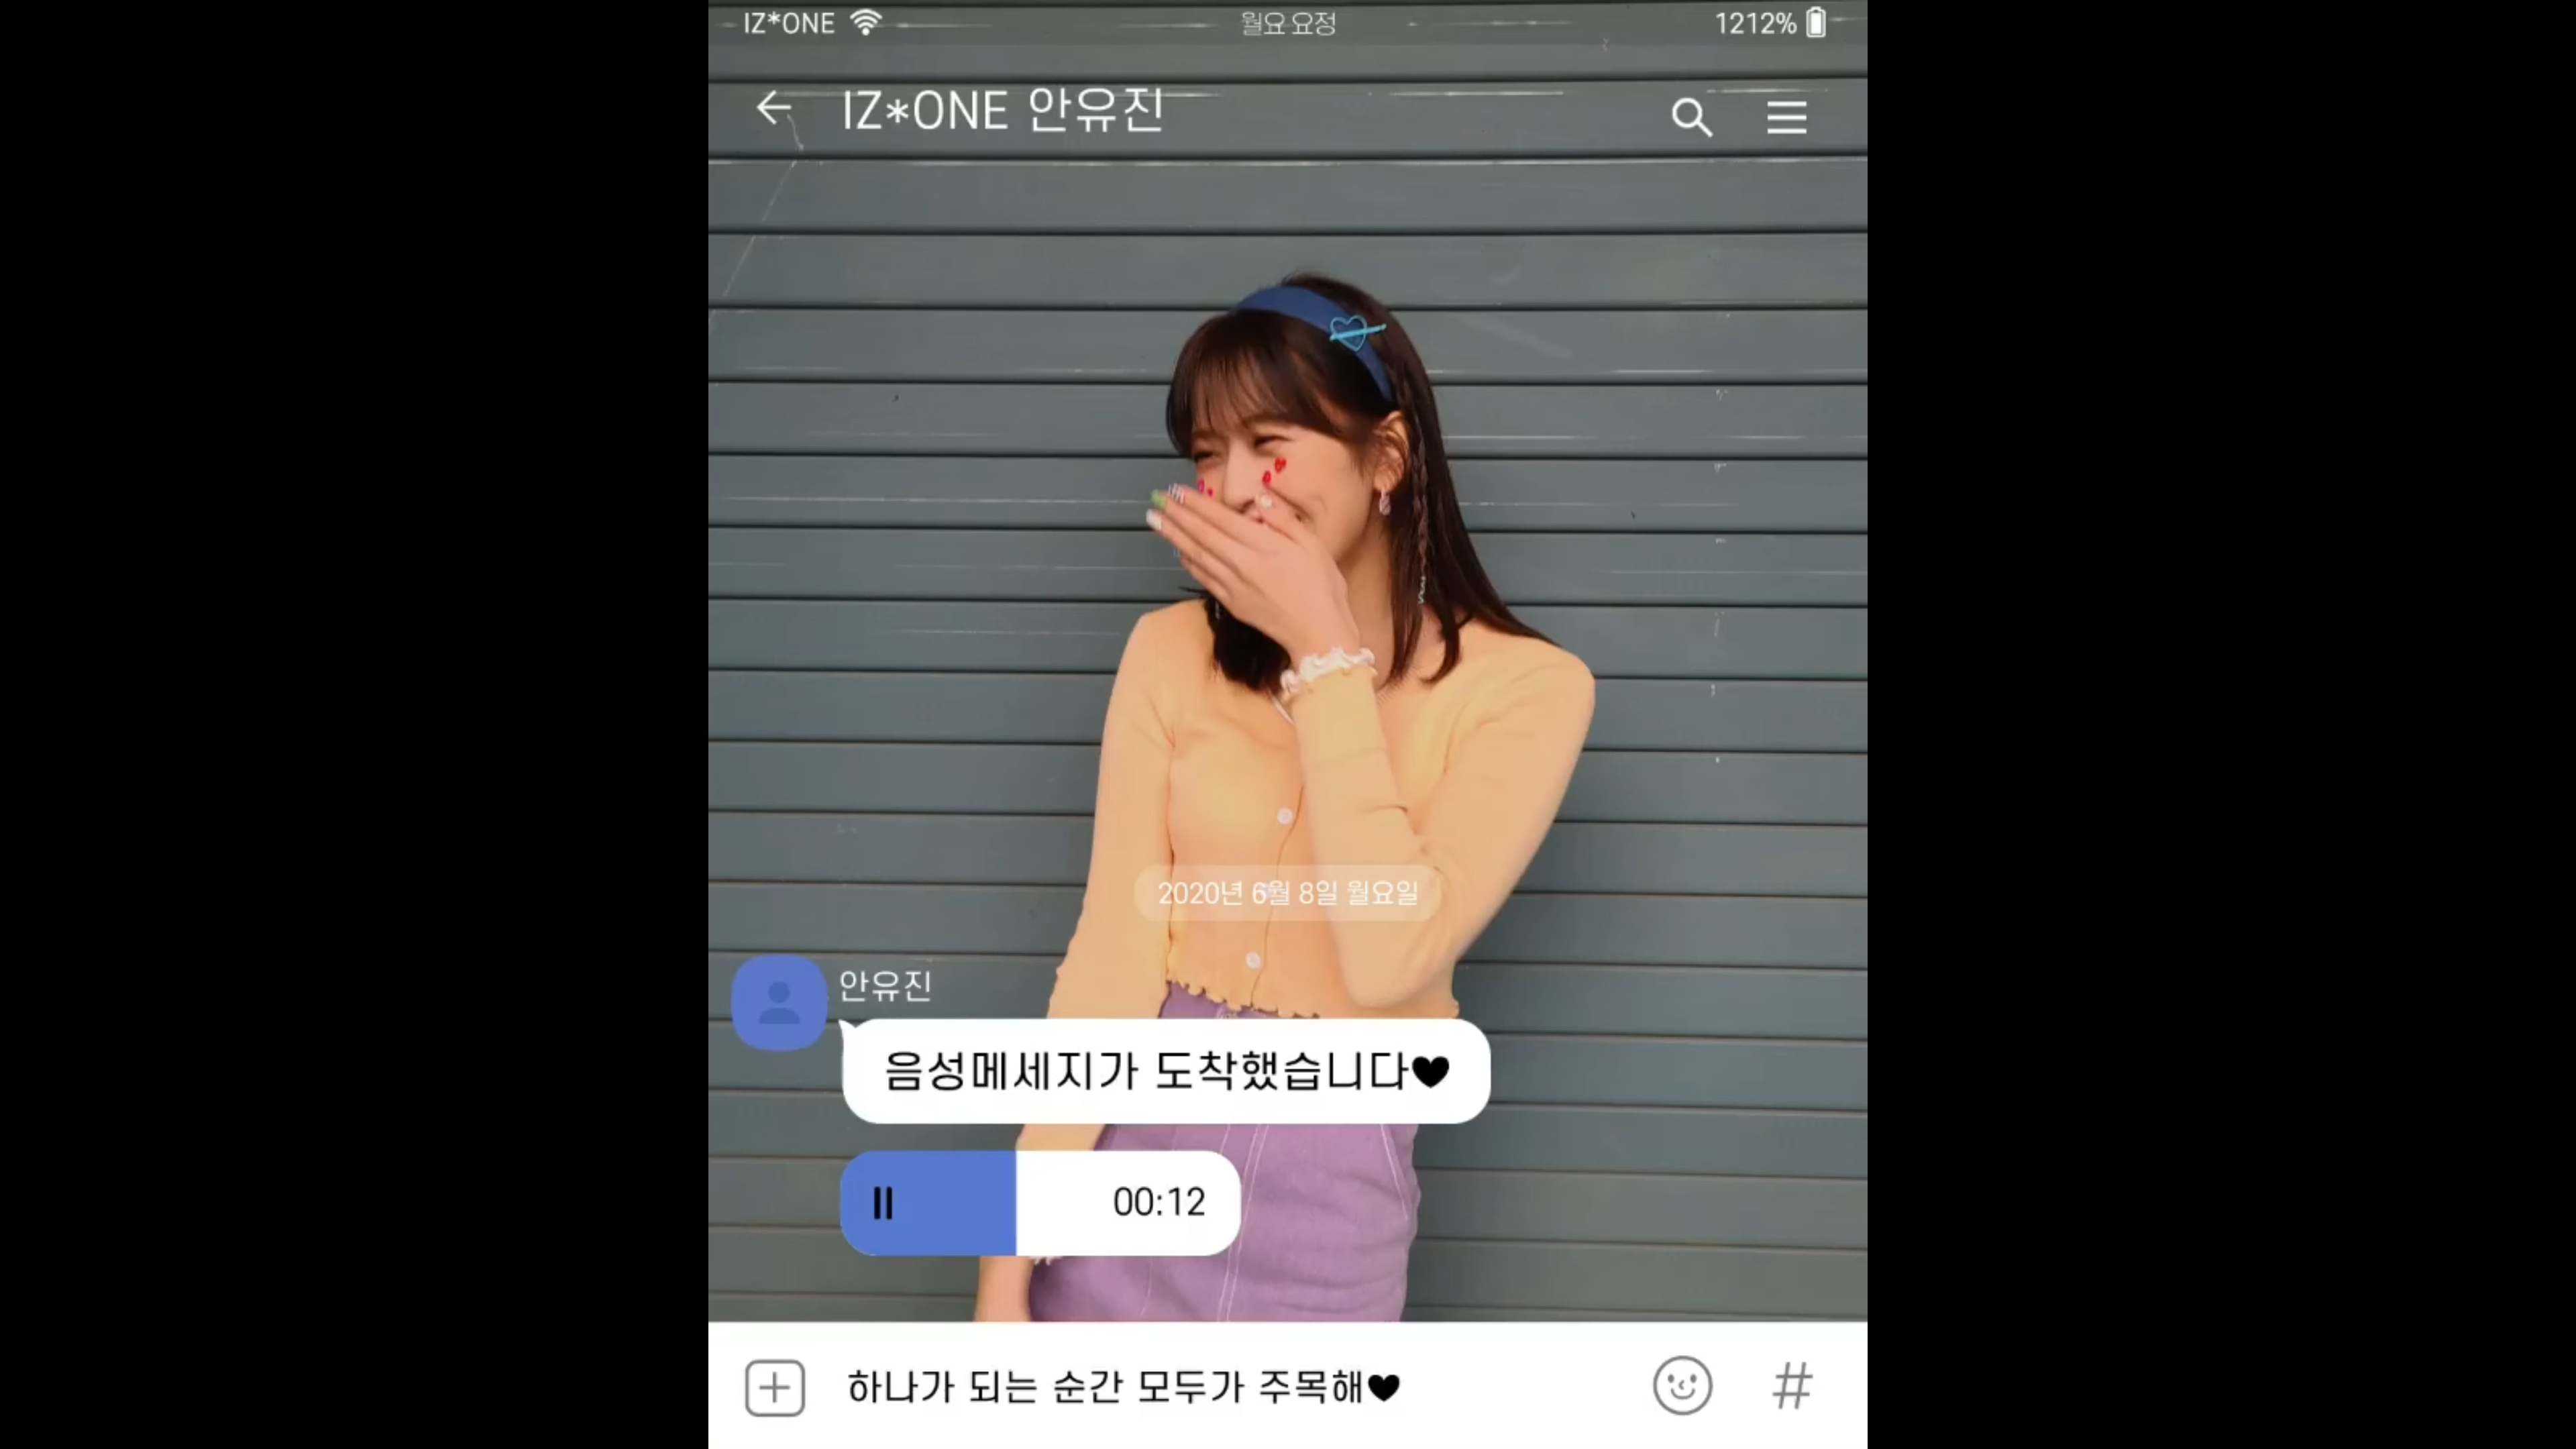 IZ*ONE
월요 요정
1212%
IZ*ONE 안유진
2020년 6월 8일 월요일
안유진
음성메세지가 도착했습니다♥
00:12
하나가 되는 순간 모두가 주목해♥
#